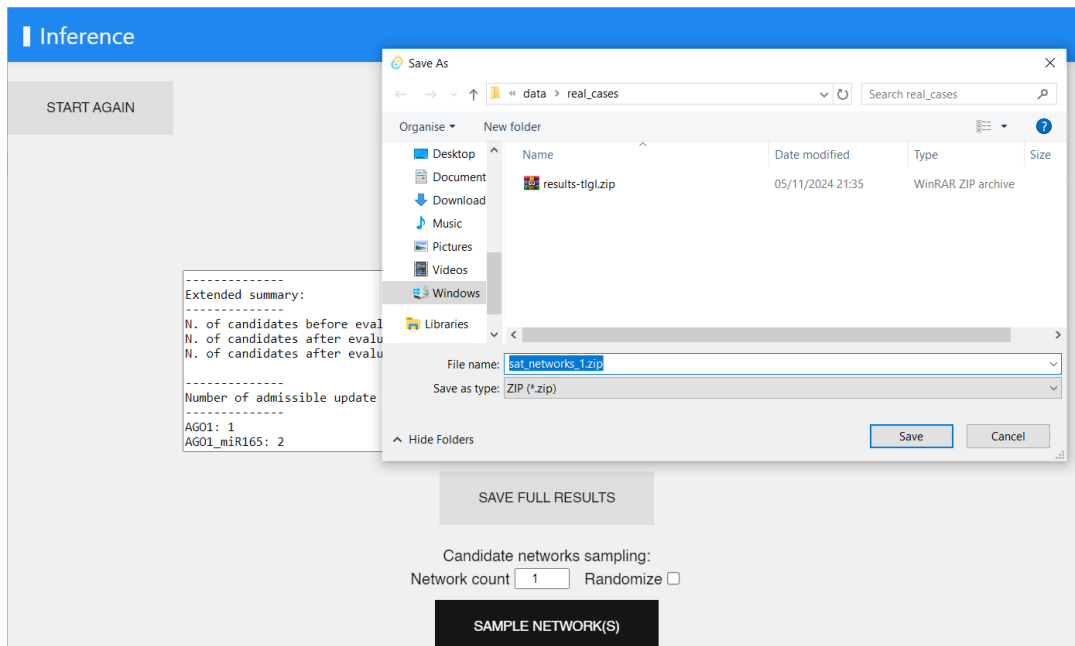 Inference
START AGAIN
Save As
« data > real_cases
Search real_cases
Organise
New folder
?
Desktop
Document
Download
Music
Pictures
Videos
Windows
Libraries
Name
Date modified
Type
Size
results-tlgl.zip
05/11/2024 21:35
WinRAR ZIP archive
File name: sat_networks_1.zip
Save as type: ZIP (*.zip)
Hide Folders
Save
Cancel
--------------
Extended summary:
--------------
N. of candidates before eval
N. of candidates after evalu
N. of candidates after evalu
--------------
Number of admissible update
--------------
AGO1: 1
AGO1_miR165: 2
SAVE FULL RESULTS
Candidate networks sampling:
Network count 1 Randomize
SAMPLE NETWORK(S)